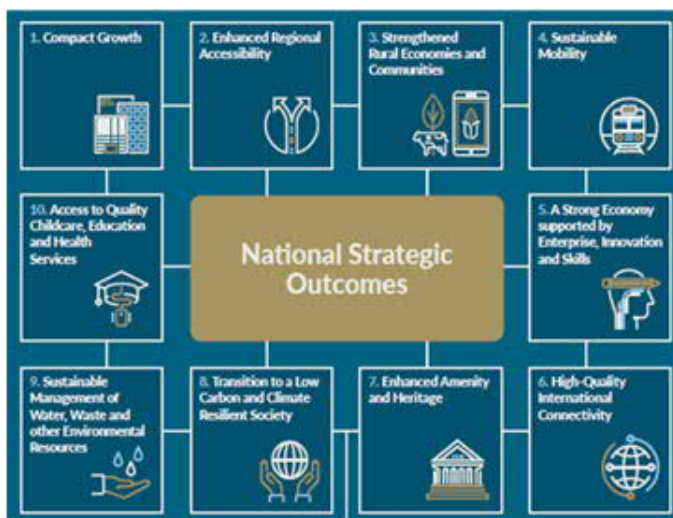 1. Compact Growth
2. Enhanced Regional
Accessibility
3. Strengthened
Rural Economies and
Communities
4. Sustainable
Mobility
10. Access to Quality
Childcare, Education
and Health
Services
National Strategic
Outcomes
5. A Strong Economy
supported by
Enterprise, Innovation
and Skills
9. Sustainable
Management of
Water, Waste and
other Environmental
Resources
8. Transition to a Low
Carbon and Climate
Resilient Society
7. Enhanced Amenity
and Heritage
6. High-Quality
International
Connectivity